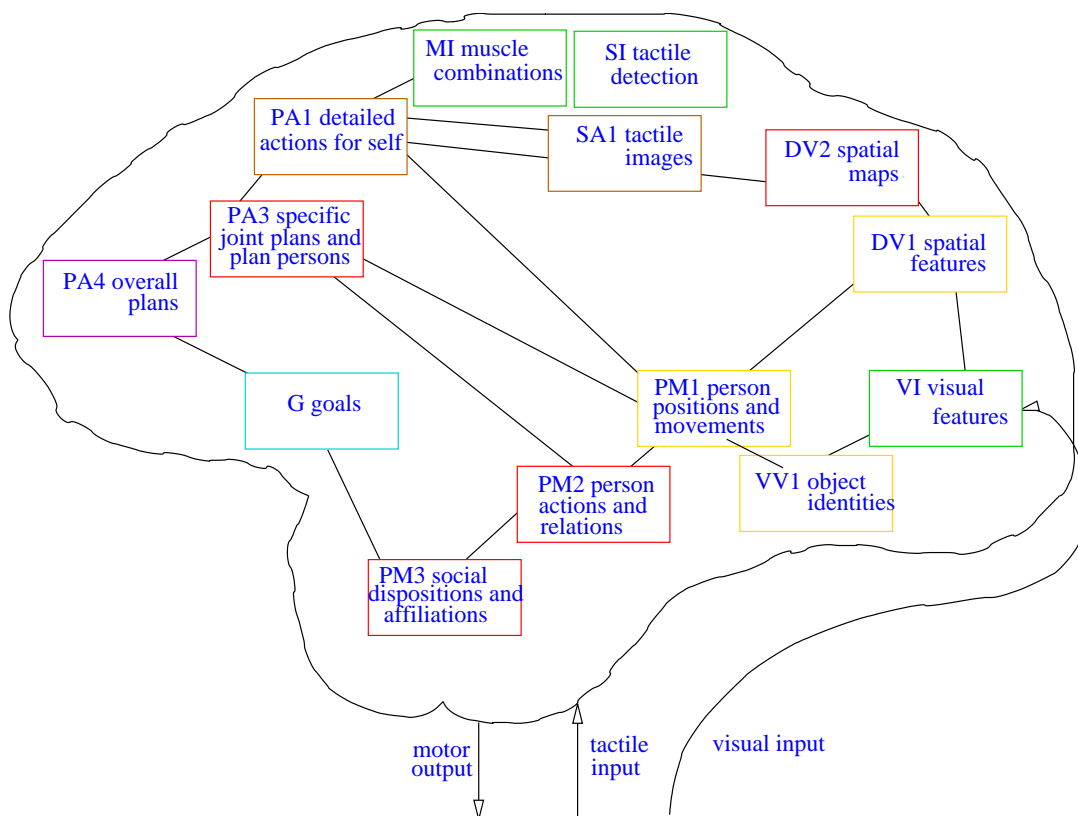 MI muscle
combinations
SI tactile
detection
PA1 detailed
actions for self
SA1 tactile
images
DV2 spatial
maps
PA3 specific
joint plans and
plan persons
DV1 spatial
features
PA4 overall
plans
G goals
PM1 person
positions and
movements
VI visual
features
VV1 object
identities
PM2 person
actions and
relations
PM3 social
dispositions and
affiliations
motor
output
tactile
input
visual input